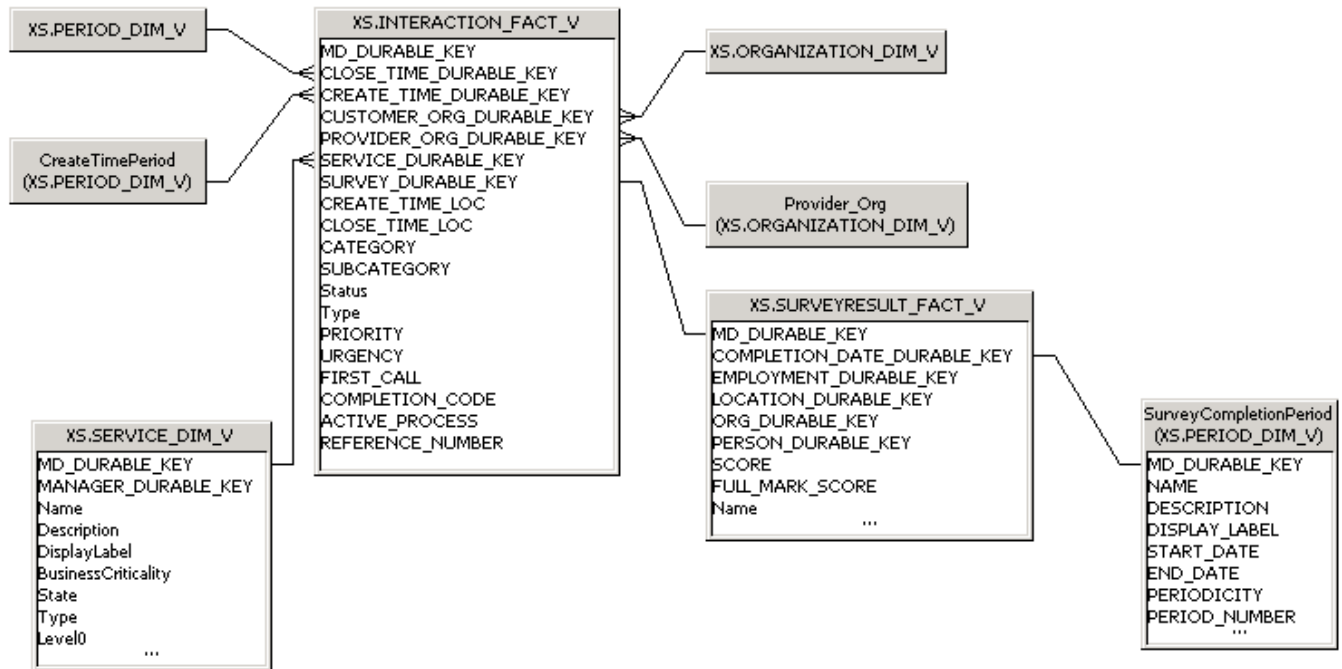 XS.PERIOD_DIM_V
CreateTimePeriod
(XS.PERIOD_DIM_V)
XS.INTERACTION_FACT_V
MD_DURABLE_KEY
CLOSE_TIME_DURABLE_KEY
CREATE_TIME_DURABLE_KEY
CUSTOMER_ORG_DURABLE_KEY
PROVIDER_ORG_DURABLE_KEY
SERVICE_DURABLE_KEY
SURVEY_DURABLE_KEY
CREATE_TIME_LOC
CLOSE_TIME_LOC
CATEGORY
SUBCATEGORY
Status
Type
PRIORITY
URGENCY
FIRST_CALL
COMPLETION_CODE
ACTIVE_PROCESS
REFERENCE_NUMBER
XS.ORGANIZATION_DIM_V
Provider_Org
(XS.ORGANIZATION_DIM_V)
XS.SURVEYRESULT_FACT_V
MD_DURABLE_KEY
COMPLETION_DATE_DURABLE_KEY
EMPLOYMENT_DURABLE_KEY
LOCATION_DURABLE_KEY
ORG_DURABLE_KEY
PERSON_DURABLE_KEY
SCORE
FULL_MARK_SCORE
Name
...
XS.SERVICE_DIM_V
MD_DURABLE_KEY
MANAGER_DURABLE_KEY
Name
Description
DisplayLabel
BusinessCriticality
State
Type
Level0
...
SurveyCompletionPeriod
(XS.PERIOD_DIM_V)
MD_DURABLE_KEY
NAME
DESCRIPTION
DISPLAY_LABEL
START_DATE
END_DATE
PERIODICITY
PERIOD_NUMBER
...